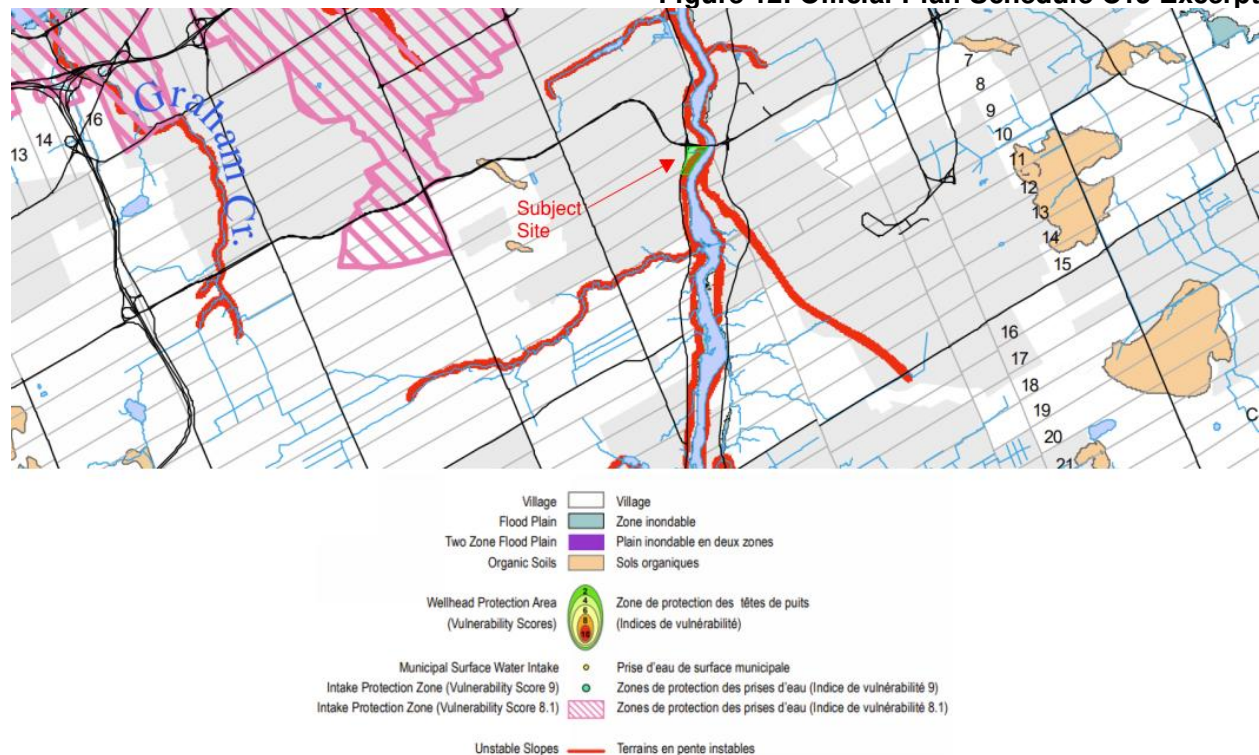 Figure 12: Official Plan Schedule C15 Excerpt
Graham Cr.
13
14
16
7
8
9
10
11
12
13
14
15
16
17
18
19
20
21
C
Subject
Site
Village Village
Flood Plain Zone inondable
Two Zone Flood Plain Plain inondable en deux zones
Organic Soils Sols organiques
Wellhead Protection Area Zone de protection des têtes de puits
(Vulnerability Scores) (Indices de vulnérabilité)
2
4
6
8
10
Municipal Surface Water Intake Prise d'eau de surface municipale
Intake Protection Zone (Vulnerability Score 9) Zones de protection des prises d'eau (Indice de vulnérabilité 9)
Intake Protection Zone (Vulnerability Score 8.1) Zones de protection des prises d'eau (Indice de vulnérabilité 8.1)
Unstable Slopes Terrains en pente instables